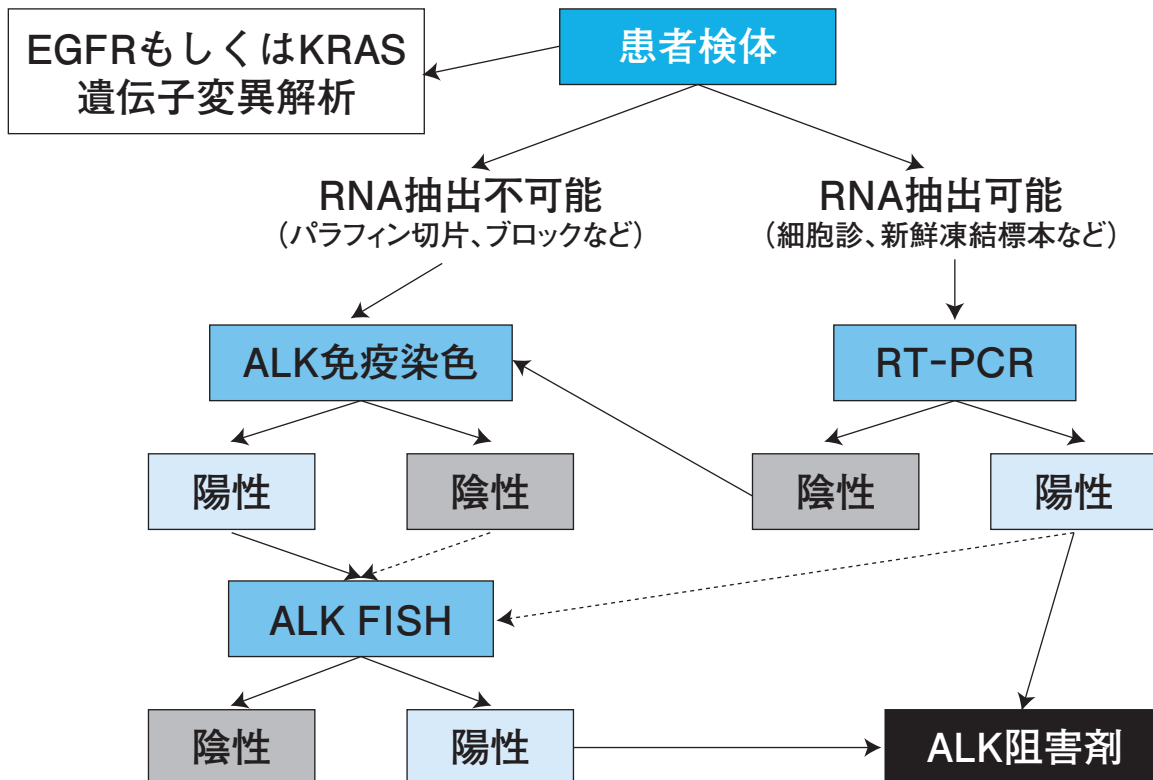 EGFRもしくはKRAS
遺伝子変異解析
患者検体
RNA抽出不可能
（パラフィン切片、ブロックなど）
RNA抽出可能
（細胞診、新鮮凍結標本など）
ALK免疫染色
RT-PCR
陽性
陰性
陰性
陽性
ALK FISH
陰性
陽性
ALK阻害剤